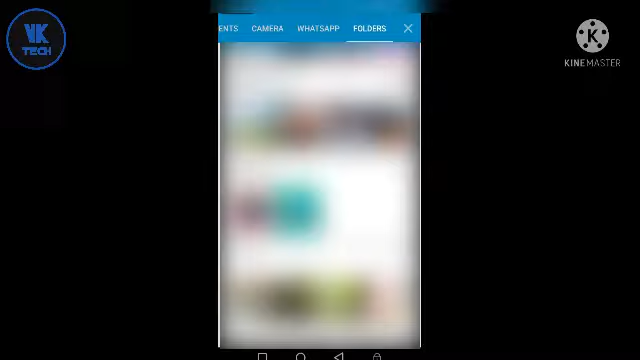 VK
TECH
ENTS CAMERA WHATSAPP FOLDERS
K
KINEMASTER